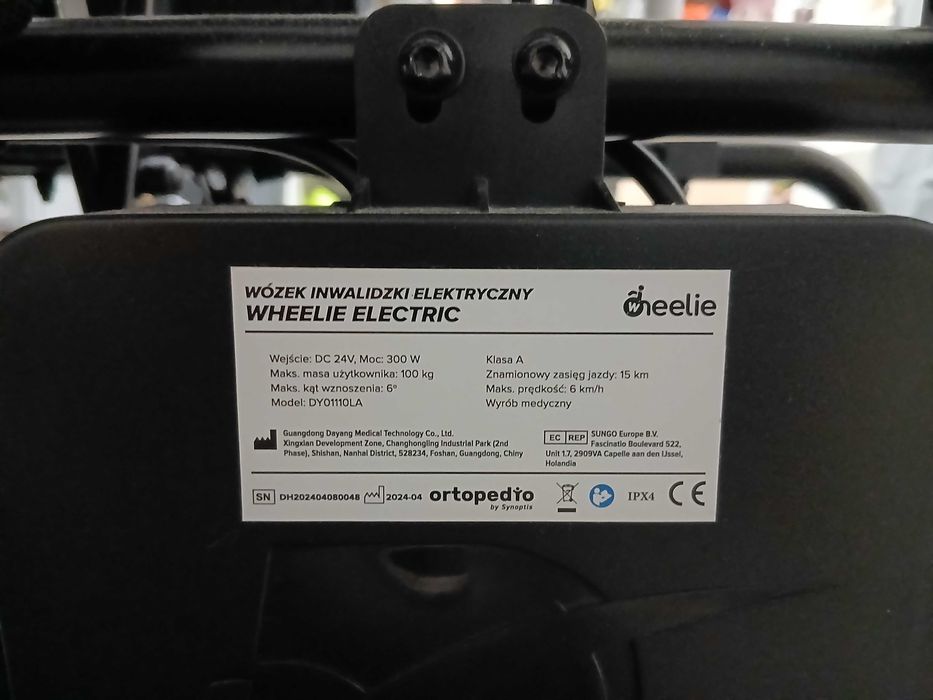 WÓZEK INWALIDZKI ELEKTRYCZNY
WHEELIE ELECTRIC
wheelie
Wejście: DC 24V, Moc: 300 W
Maks. masa użytkownika: 100 kg
Maks. kąt wznoszenia: 6°
Model: DY01110LA
Klasa A
Znamionowy zasięg jazdy: 15 km
Maks. prędkość: 6 km/h
Wyrób medyczny
Guangdong Dayang Medical Technology Co., Ltd.
Xingxian Development Zone, Changhongling Industrial Park (2nd
Phase), Shishan, Nanhai District, 528234, Foshan, Guangdong, Chiny
EC REP SUNGO Europe B.V.
Fascinatio Boulevard 522,
Unit 1.7, 2909VA Capelle aan den IJssel,
Holandia
SN DH202404080048 2024-04 ortopedio IPX4 CE
by Synoptis